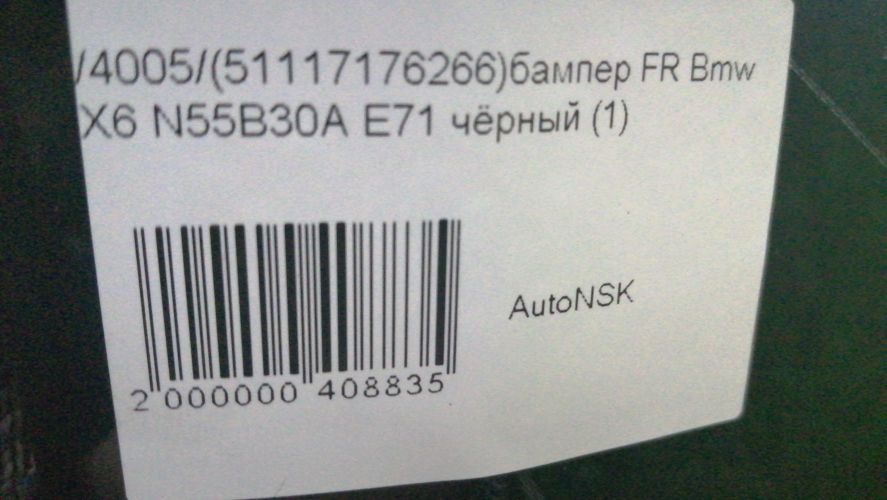 /4005/(51117176266)бампер FR Bmw
X6 N55B30A E71 чёрный (1)
AutoNSK
2 000000 408835